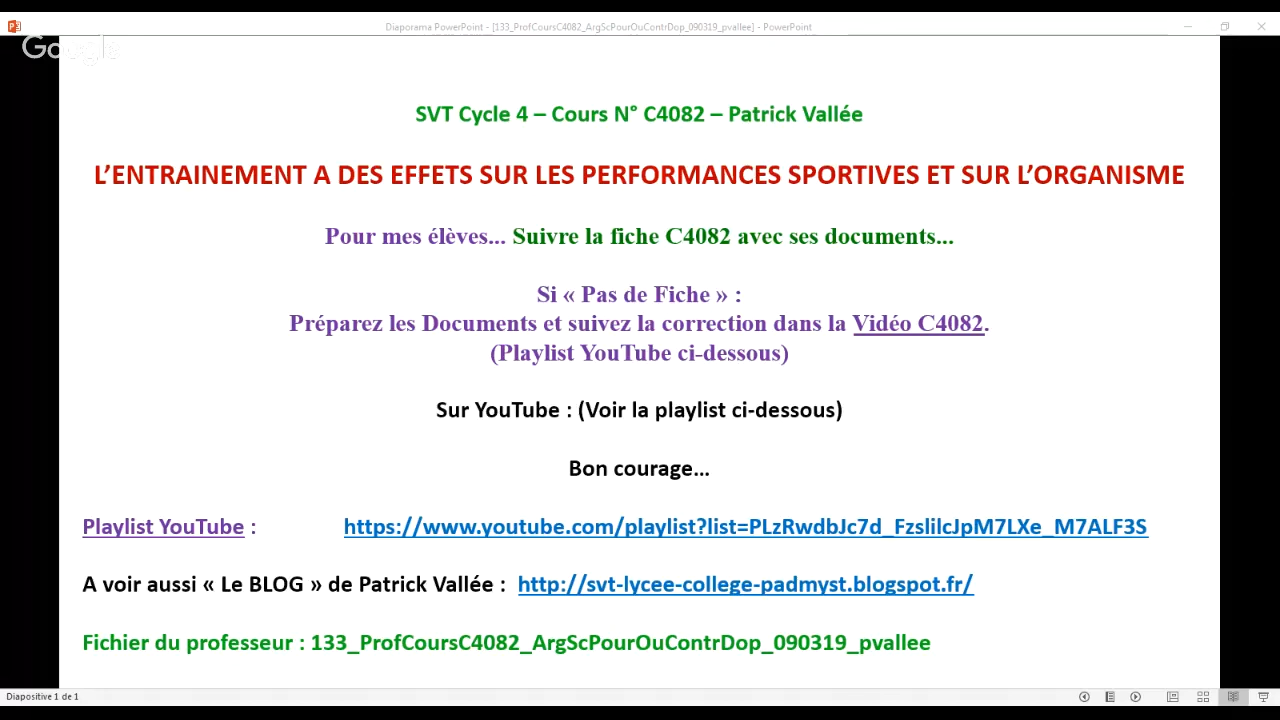 Diaporama PowerPoint - [133_ProfCoursC4082_ArgScPourOuContrDop_090319_pvallee] - PowerPoint
Google
SVT Cycle 4 – Cours N° C4082 – Patrick Vallée
L’ENTRAINEMENT A DES EFFETS SUR LES PERFORMANCES SPORTIVES ET SUR L’ORGANISME
Pour mes élèves... Suivre la fiche C4082 avec ses documents...
Si « Pas de Fiche » :
Préparez les Documents et suivez la correction dans la Vidéo C4082.
(Playlist YouTube ci-dessous)
Sur YouTube : (Voir la playlist ci-dessous)
Bon courage...
Playlist YouTube : https://www.youtube.com/playlist?list=PLzRwdbJc7d_FzslilcJpM7LXe_M7ALF3S
A voir aussi « Le BLOG » de Patrick Vallée : http://svt-lycee-college-padmyst.blogspot.fr/
Fichier du professeur : 133_ProfCoursC4082_ArgScPourOuContrDop_090319_pvallee
Diapositive 1 de 1